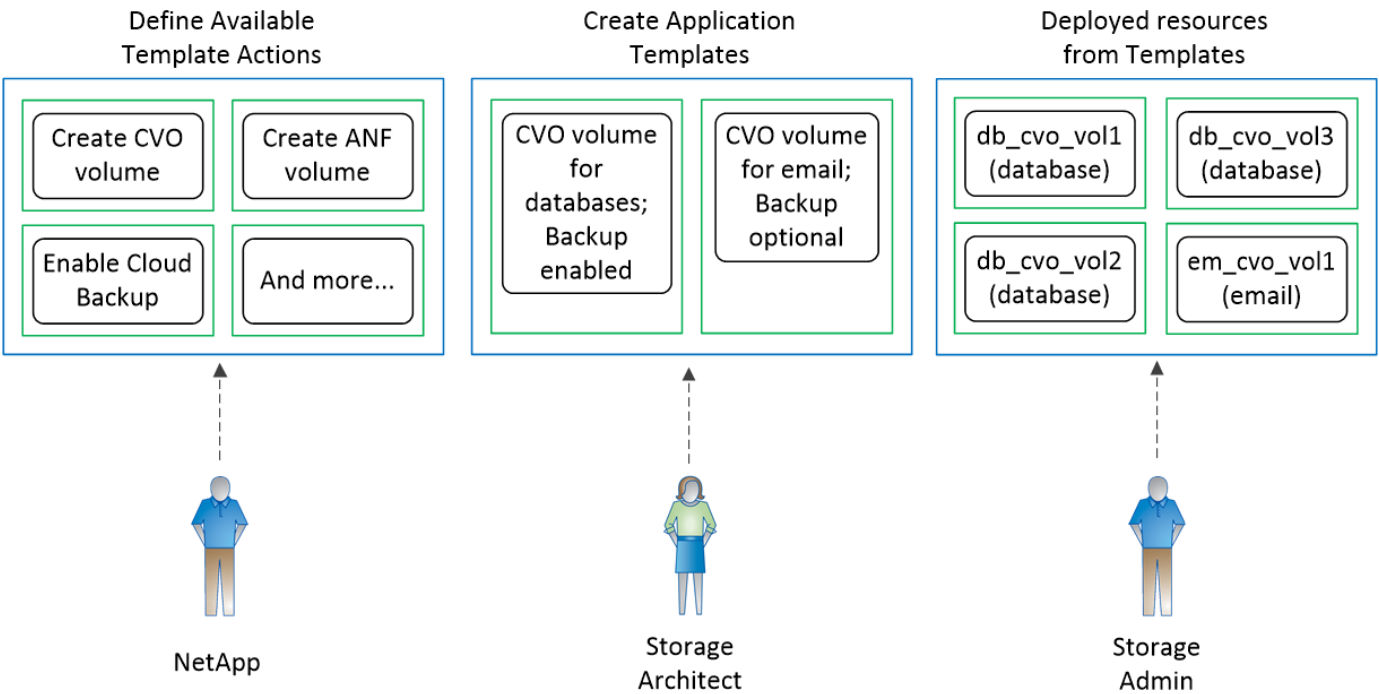 Define Available
Template Actions
Create CVO
volume
Create ANF
volume
Enable Cloud
Backup
And more...
NetApp
Create Application
Templates
CVO volume
for
databases;
Backup
enabled
CVO volume
for email;
Backup
optional
Storage
Architect
Deployed resources
from Templates
db_cvo_vol1
(database)
db_cvo_vol3
(database)
db_cvo_vol2
(database)
em_cvo_vol1
(email)
Storage
Admin